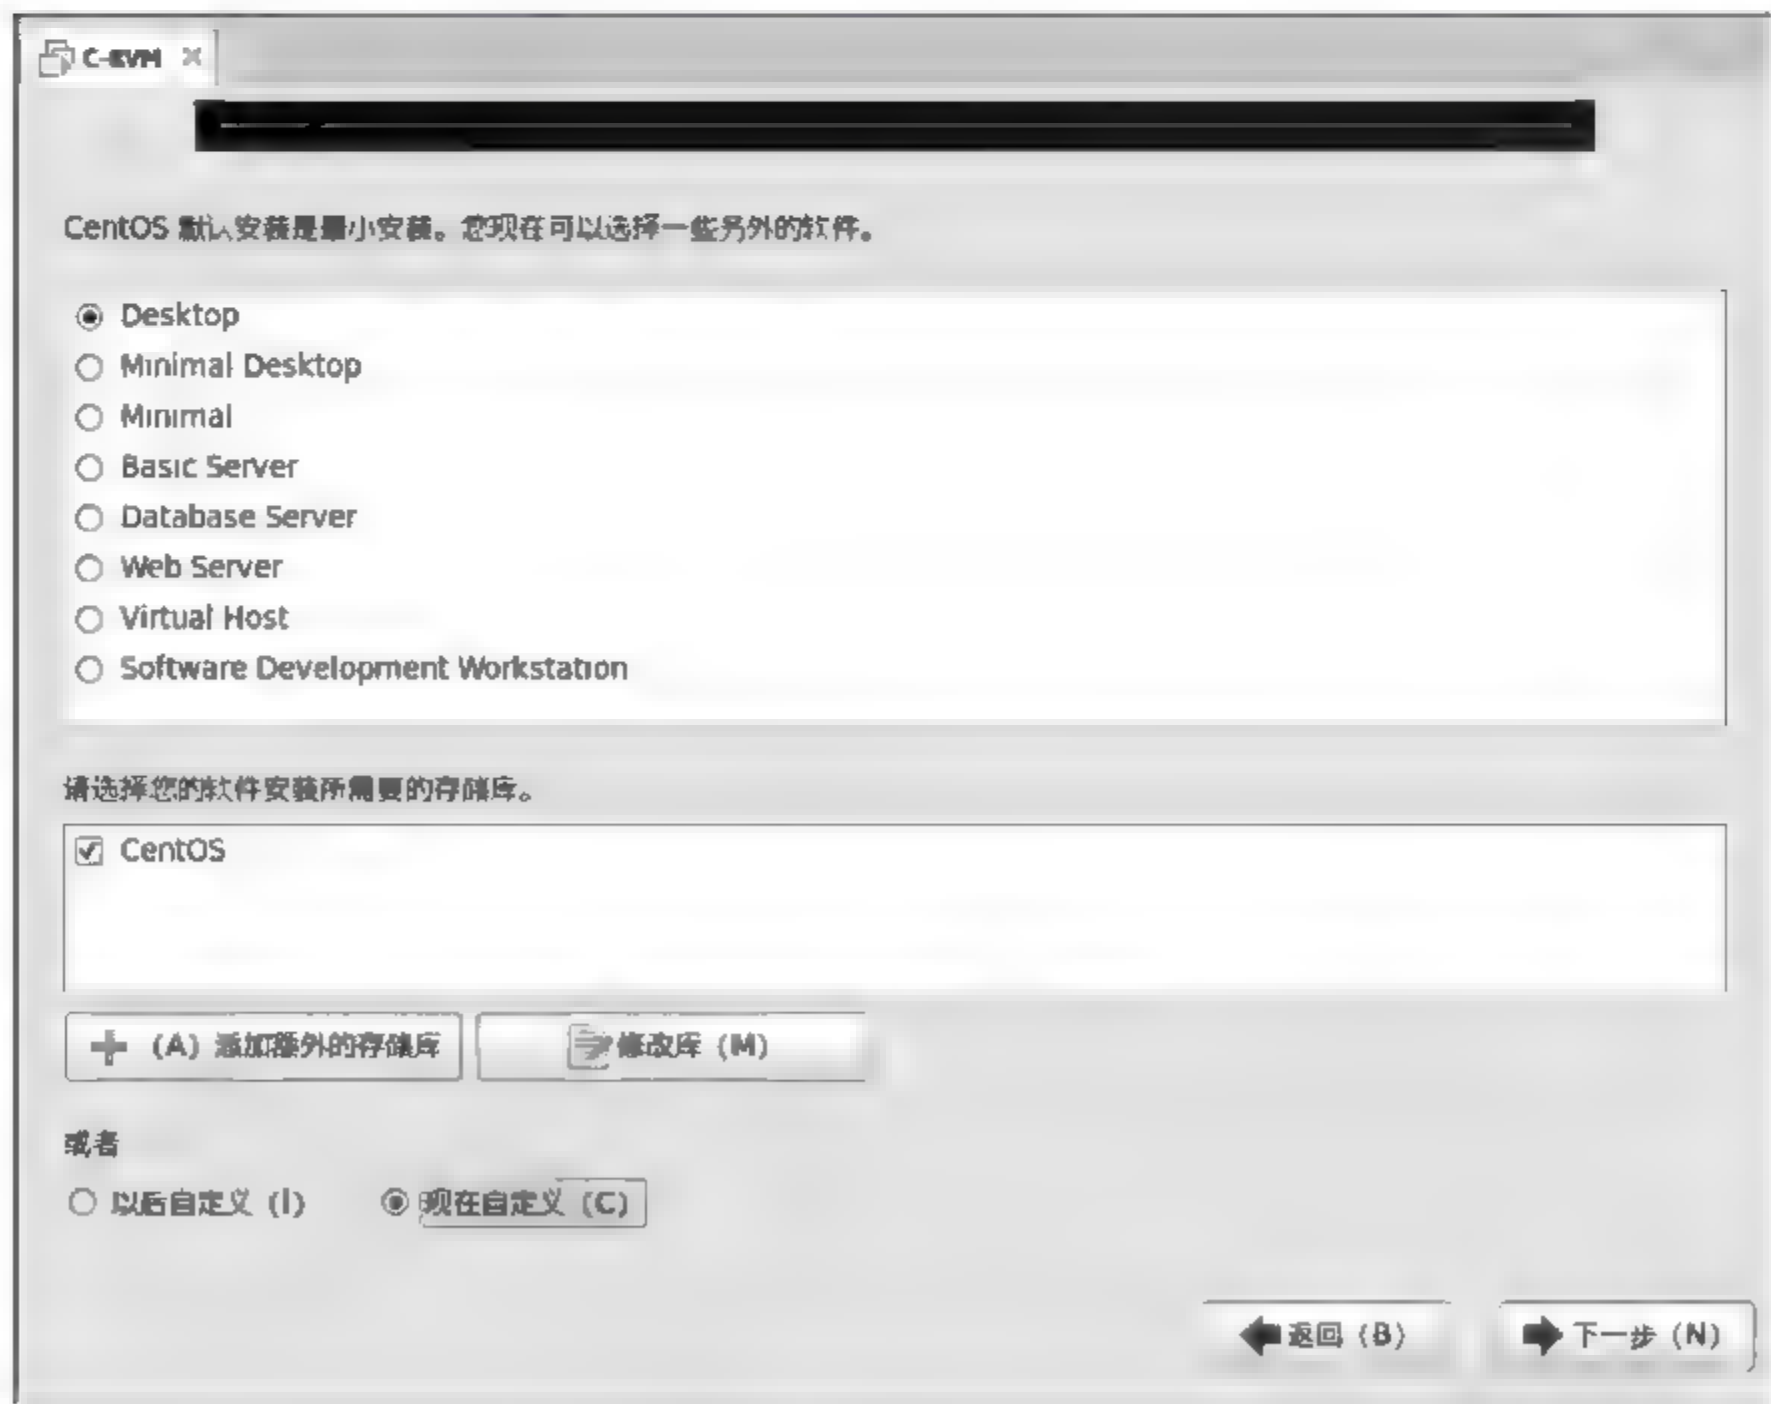 C-KVM
CentOS 默认安装是最小安装。您现在可以选择一些另外的软件。
Desktop
Minimal Desktop
Minimal
Basic Server
Database Server
Web Server
Virtual Host
Software Development Workstation
请选择您的软件安装所需要的存储库。
CentOS
(A) 添加额外的存储库 修改库 (M)
或者
以后自定义 (l) 现在自定义 (C)
返回 (B) 下一步 (N)